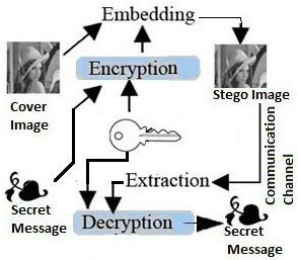 Embedding
Encryption
Cover
Image
Stego Image
Communication
Channel
Extraction
Secret
Message
Decryption
Secret
Message